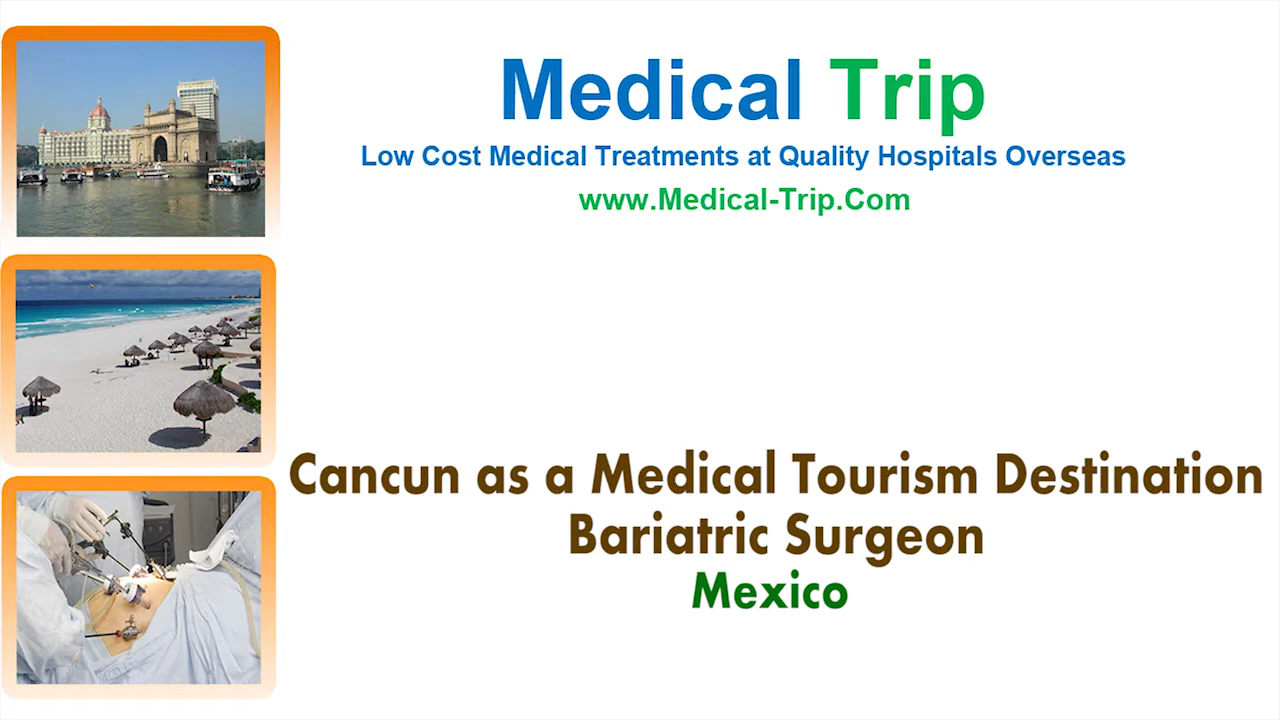 Medical Trip
Low Cost Medical Treatments at Quality Hospitals Overseas
www.Medical-Trip.Com
Cancun as a Medical Tourism Destination
Bariatric Surgeon
Mexico